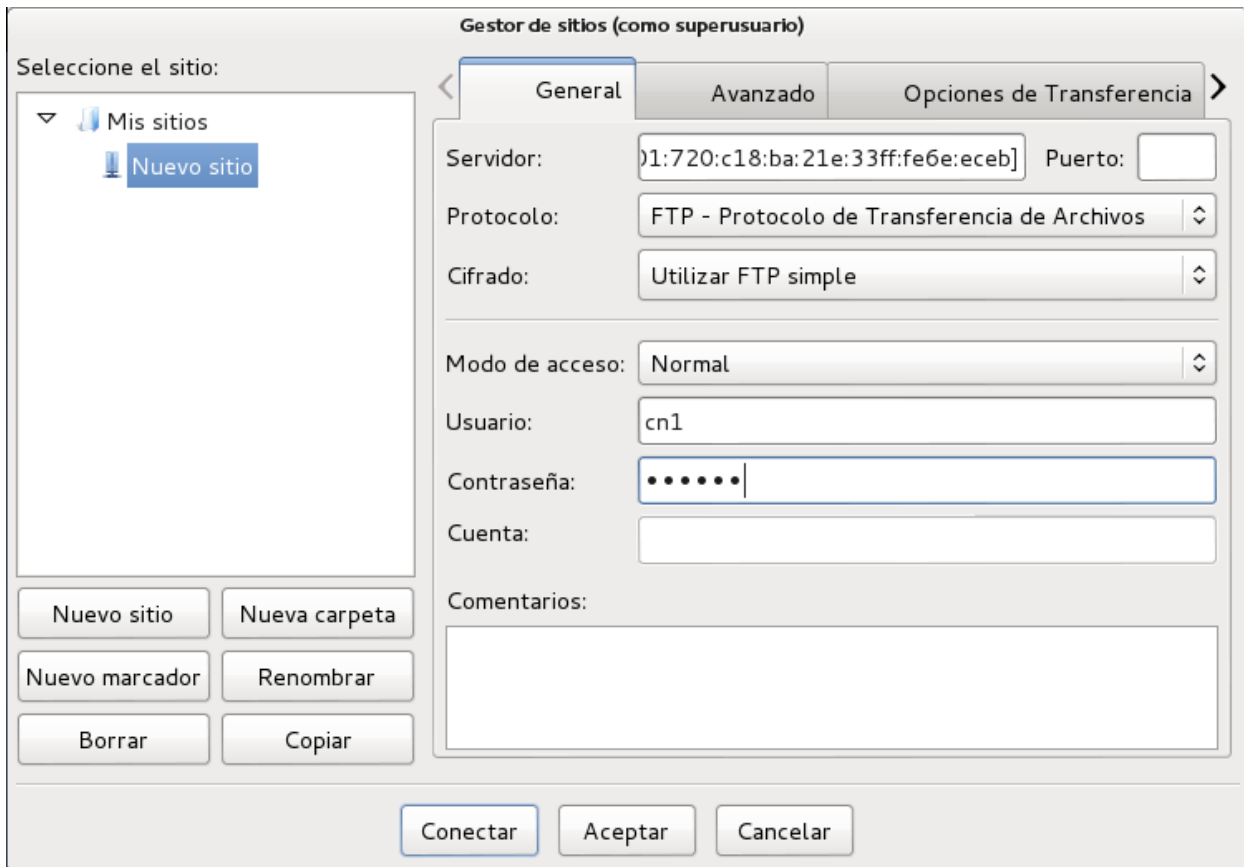 Gestor de sitios (como superusuario)
Seleccione el sitio:
Mis sitios
Nuevo sitio
Nuevo sitio Nueva carpeta
Nuevo marcador Renombrar
Borrar Copiar
General Avanzado Opciones de Transferencia
Servidor: 01:720:c18:ba:21e:33ff:fe6e:eceb] Puerto:
Protocolo: FTP - Protocolo de Transferencia de Archivos
Cifrado: Utilizar FTP simple
Modo de acceso: Normal
Usuario: cn1
Contraseña: ••••••
Cuenta:
Comentarios:
Conectar Aceptar Cancelar